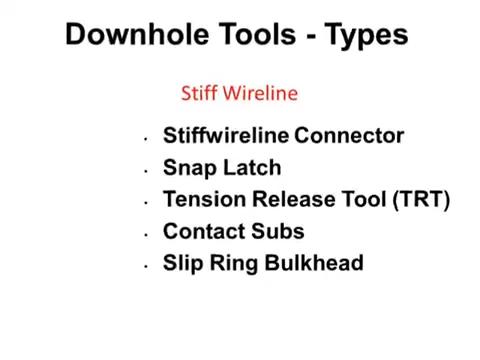 Downhole Tools - Types
Stiff Wireline
· Stiffwireline Connector
· Snap Latch
· Tension Release Tool (TRT)
· Contact Subs
· Slip Ring Bulkhead